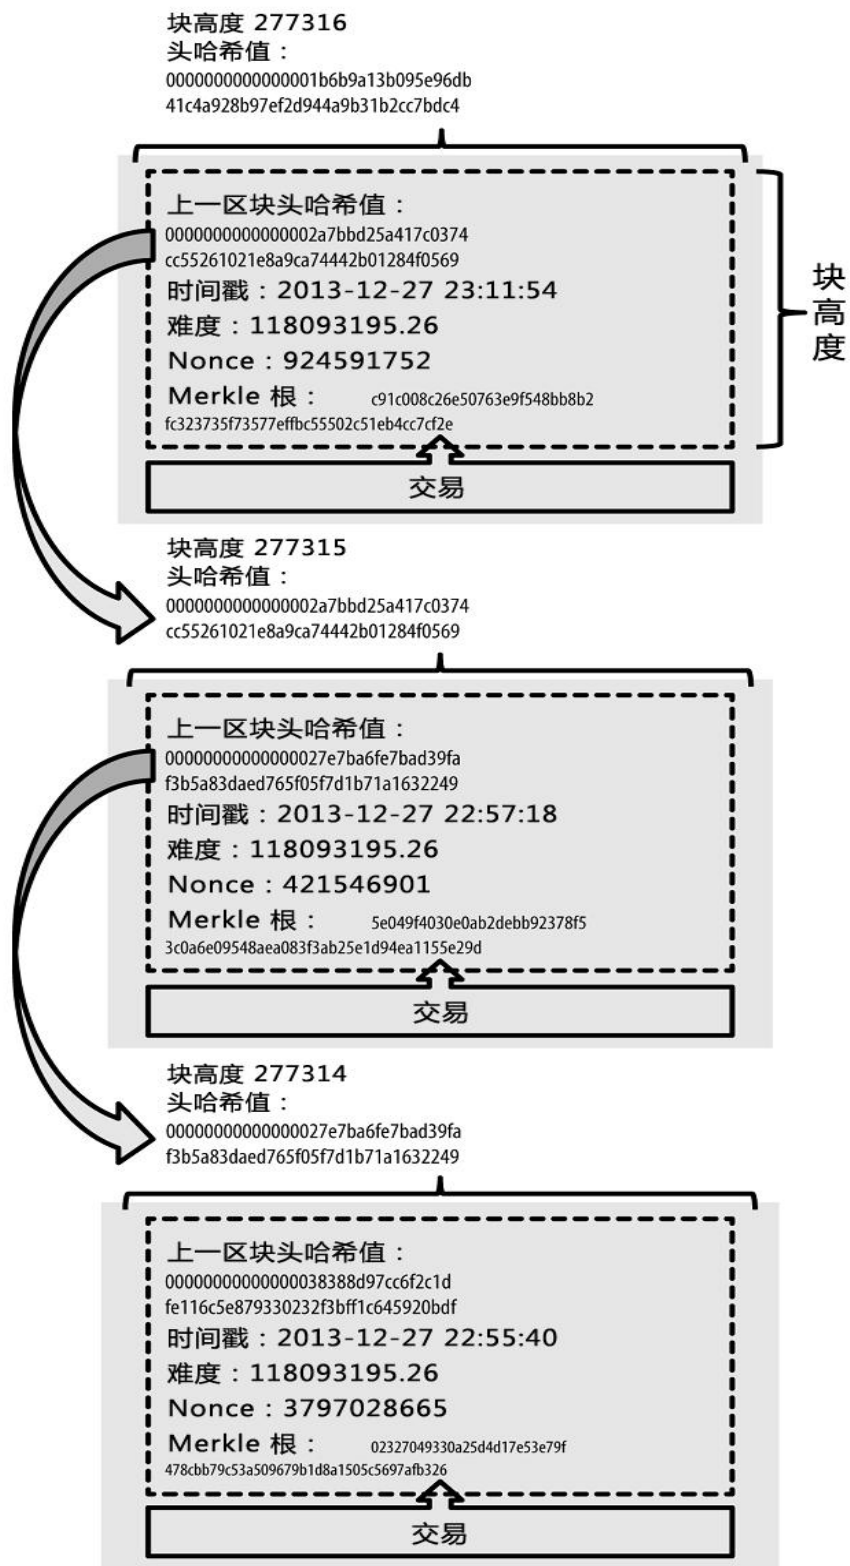 块高度 277316
头哈希值：
0000000000000001b6b9a13b095e96db
41c4a928b97ef2d944a9b31b2cc7bdc4
上一区块头哈希值：
0000000000000002a7bbd25a417c0374
cc55261021e8a9ca74442b01284f0569
时间戳：2013-12-27 23:11:54
难度：118093195.26
Nonce：924591752
Merkle 根： c91c008c26e50763e9f548bb8b2
fc323735f73577effbc55502c51eb4cc7cf2e
交易
块高度
块高度 277315
头哈希值：
0000000000000002a7bbd25a417c0374
cc55261021e8a9ca74442b01284f0569
上一区块头哈希值：
00000000000000027e7ba6fe7bad39fa
f3b5a83daed765f05f7d1b71a1632249
时间戳：2013-12-27 22:57:18
难度：118093195.26
Nonce：421546901
Merkle 根： 5e049f4030e0ab2debb92378f5
3c0a6e09548aea083f3ab25e1d94ea1155e29d
交易
块高度 277314
头哈希值：
00000000000000027e7ba6fe7bad39fa
f3b5a83daed765f05f7d1b71a1632249
上一区块头哈希值：
00000000000000038388d97cc6f2c1d
fe116c5e879330232f3bff1c645920bdf
时间戳：2013-12-27 22:55:40
难度：118093195.26
Nonce：3797028665
Merkle 根： 02327049330a25d4d17e53e79f
478cbb79c53a509679b1d8a1505c5697afb326
交易